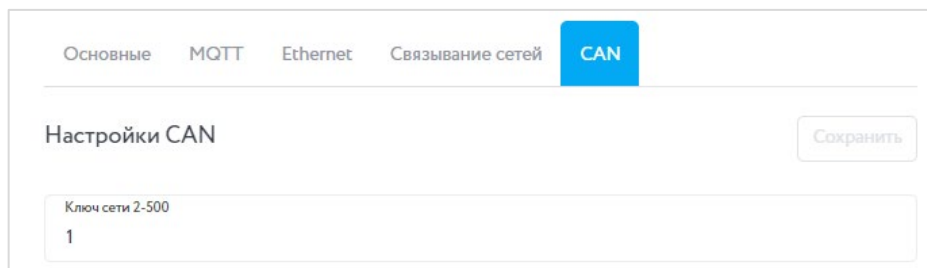 Основные MQTT Ethernet Связывание сетей CAN
Настройки CAN Сохранить
Ключ сети 2-500
1